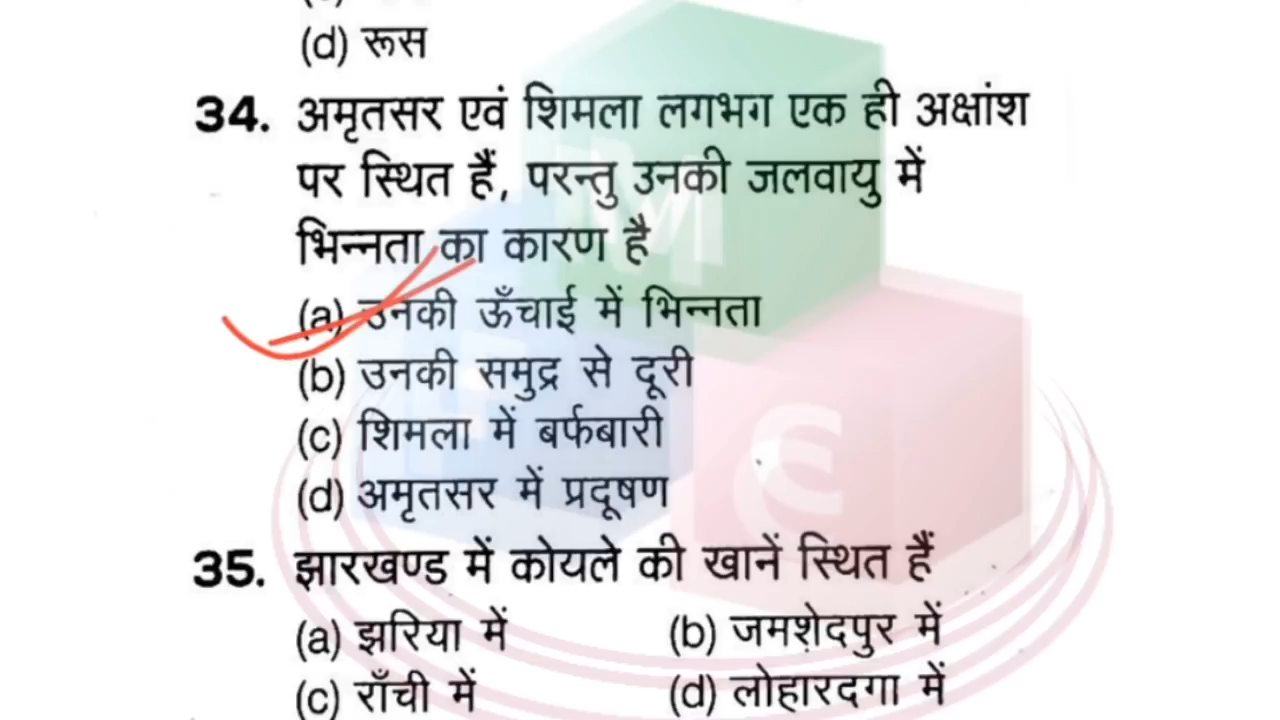 (d) रूस
34. अमृतसर एवं शिमला लगभग एक ही अक्षांश
पर स्थित हैं, परन्तु उनकी जलवायु में
भिन्नता का कारण है
(a) उनकी ऊँचाई में भिन्नता
(b) उनकी समुद्र से दूरी
(c) शिमला में बर्फबारी
(d) अमृतसर में प्रदूषण
35. झारखण्ड में कोयले की खानें स्थित हैं
(a) झरिया में (b) जमशेदपुर में
(c) राँची में (d) लोहारदगा में